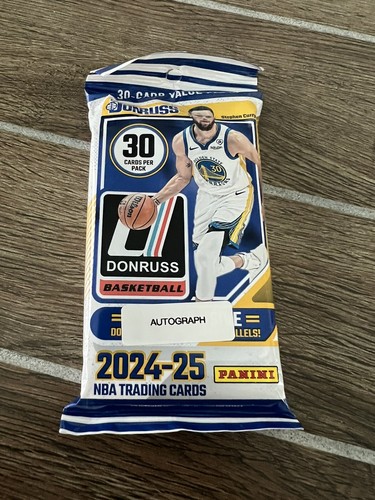 30-CARD VALUE
DONRUSS
Stephen Curry
30
CARDS PER
PACK
30
DONRUSS
BASKETBALL
AUTOGRAPH
2024-25
PANINI
NBA TRADING CARDS